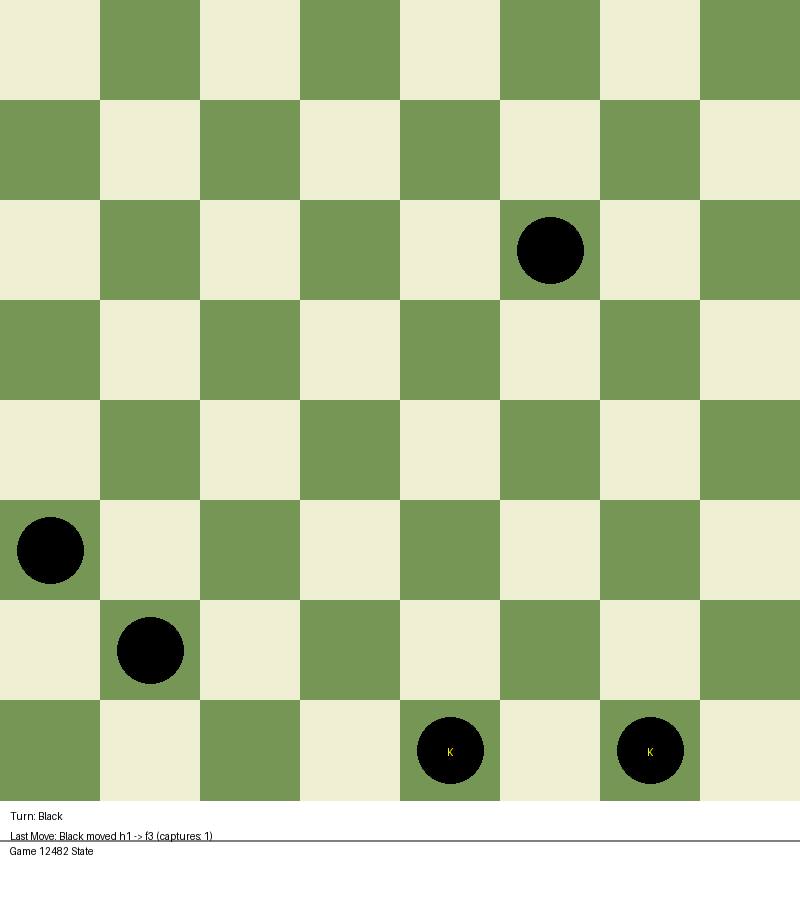 K K
Turn: Black
Last Move: Black moved h1 -> f3 (captures: 1)
Game 12482 State